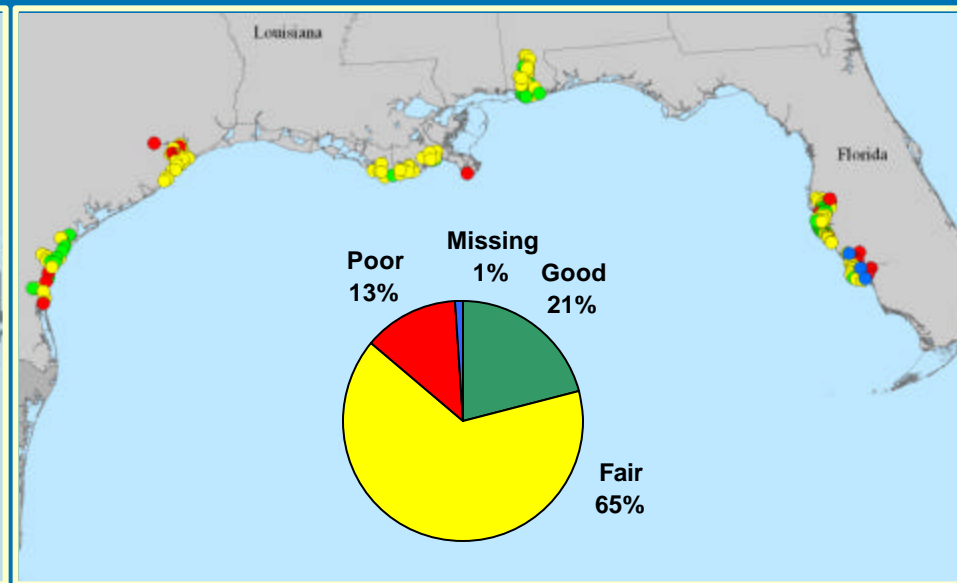 Louisiana
Florida
Missing
1%
Poor
13%
Good
21%
Fair
65%